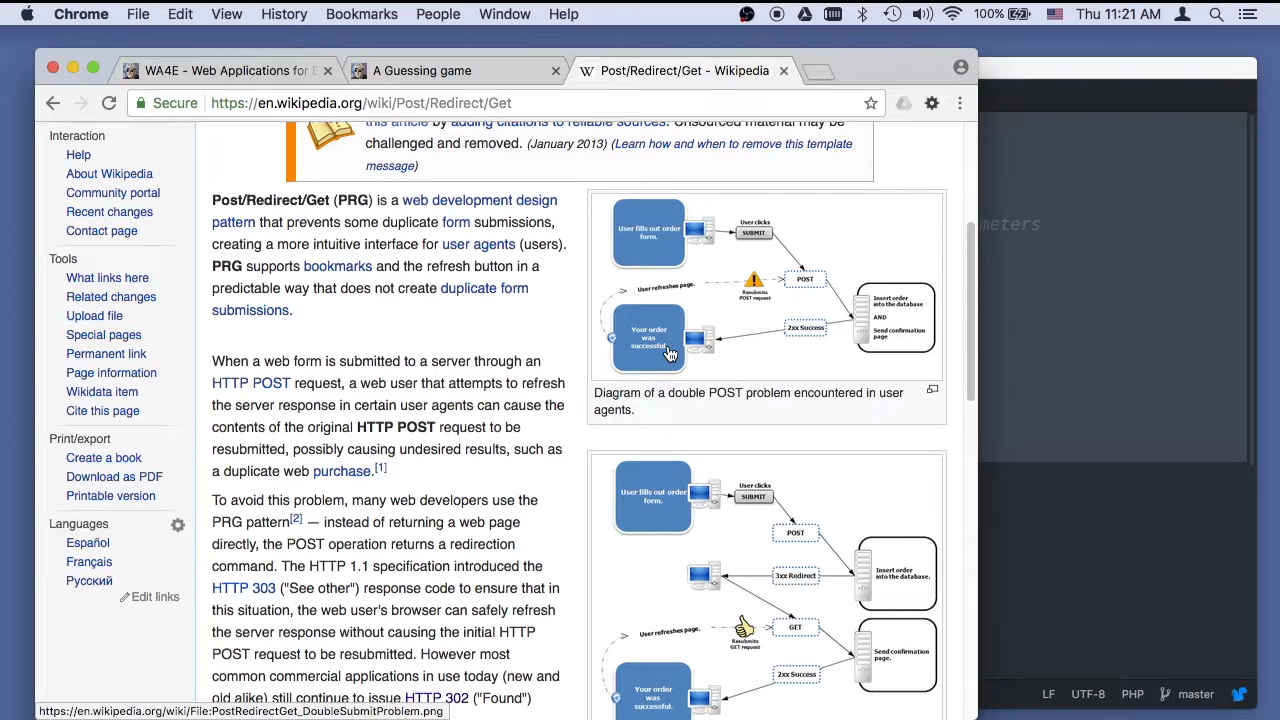 Chrome File Edit View History Bookmarks People Window Help 100% Thu 11:21 AM
WA4E - Web Applications for E
A Guessing game
W Post/Redirect/Get - Wikipedia
Secure https://en.wikipedia.org/wiki/Post/Redirect/Get
Interaction
Help
About Wikipedia
Community portal
Recent changes
Contact page
Tools
What links here
Related changes
Upload file
Special pages
Permanent link
Page information
Wikidata item
Cite this page
Print/export
Create a book
Download as PDF
Printable version
Languages
Español
Français
Русский
Edit links
this article by adding citations to reliable sources. Unsourced material may be
challenged and removed. (January 2013) (Learn how and when to remove this template
message)
Post/Redirect/Get (PRG) is a web development design
pattern that prevents some duplicate form submissions,
creating a more intuitive interface for user agents (users).
PRG supports bookmarks and the refresh button in a
predictable way that does not create duplicate form
submissions.
When a web form is submitted to a server through an
HTTP POST request, a web user that attempts to refresh
the server response in certain user agents can cause the
contents of the original HTTP POST request to be
resubmitted, possibly causing undesired results, such as
a duplicate web purchase.[1]
To avoid this problem, many web developers use the
PRG pattern[2] — instead of returning a web page
directly, the POST operation returns a redirection
command. The HTTP 1.1 specification introduced the
HTTP 303 ("See other") response code to ensure that in
this situation, the web user's browser can safely refresh
the server response without causing the initial HTTP
POST request to be resubmitted. However most
common commercial applications in use today (new and
old alike) still continue to issue HTTP 302 ("Found")
User fills out order
form.
User clicks
SUBMIT
POST
User refreshes page.
Resubmits
POST request
Insert order
into the database
AND
Send confirmation
page
2xx Success
Your order
was
successful.
Diagram of a double POST problem encountered in user
agents.
User fills out order
form.
User clicks
SUBMIT
POST
3xx Redirect
Insert order
into the database.
GET
User refreshes page.
Resubmits
GET request
Send confirmation
page.
2xx Success
Your order
was
successful.
meters
LF UTF-8 PHP master
https://en.wikipedia.org/wiki/File:PostRedirectGet_DoubleSubmitProblem.png